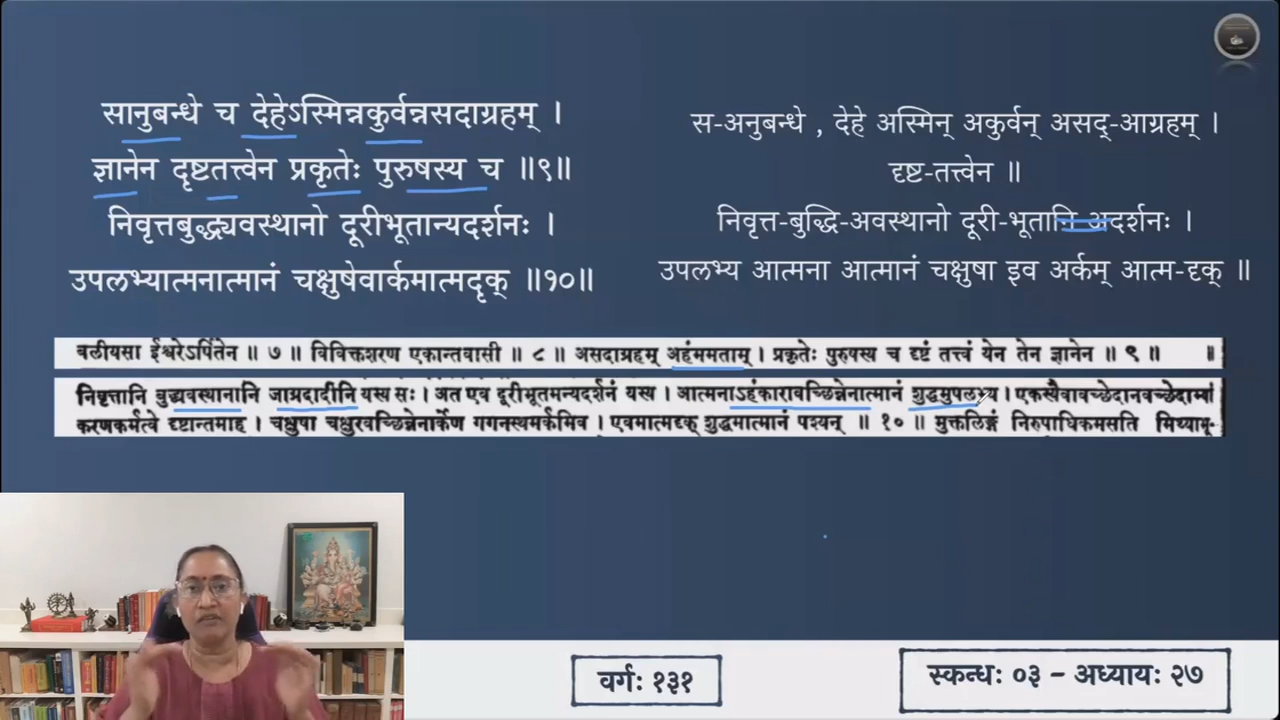 सानुबन्धे च देहेऽस्मिन्नकुर्वन्नसदाग्रहम् ।
ज्ञानेन दृष्टतत्त्वेन प्रकृतेः पुरुषस्य च ॥९॥
निवृत्तबुद्ध्यवस्थानो दूरीभूतान्यदर्शनः ।
उपलभ्यात्मनात्मानं चक्षुषेवार्कमात्मदृक् ॥१०॥
स-अनुबन्धे , देहे अस्मिन् अकुर्वन् असद्-आग्रहम् ।
दृष्ट-तत्त्वेन ॥
निवृत्त-बुद्धि-अवस्थानो दूरी-भूतानि अदर्शनः ।
उपलभ्य आत्मना आत्मानं चक्षुषा इव अर्कम् आत्म-दृक् ॥
बलीयसा ईश्वरेऽर्पितेन ॥ ७ ॥ विविक्तशरण एकान्तवासी ॥ ८ ॥ असदाग्रहम् अहंममताम् । प्रकृतेः पुरुषस्य च दृष्टं तत्त्वं येन तेन ज्ञानेन ॥ ९ ॥ ॥
निवृत्तानि बुद्ध्यवस्थानानि जाग्रदादीनि यस्य सः । अत एव दूरीभूतमन्यदर्शनं यस्य । आत्मनाऽहंकारावच्छिन्नेनात्मानं शुद्धमुपलभ्य । एकस्यैवावच्छेदानवच्छेदाभ्यां
करणकर्मत्वे दृष्टान्तमाह । चक्षुषा चक्षुरवच्छिन्नेनार्केण गगनस्थमर्कमिव । एवमात्मदृक् शुद्धमात्मानं पश्यन् ॥ १० ॥ मुक्तलिङ्गं निरुपाधिकमसति मिथ्याभू-
वर्गः १३१
स्कन्धः ०३ – अध्यायः २७